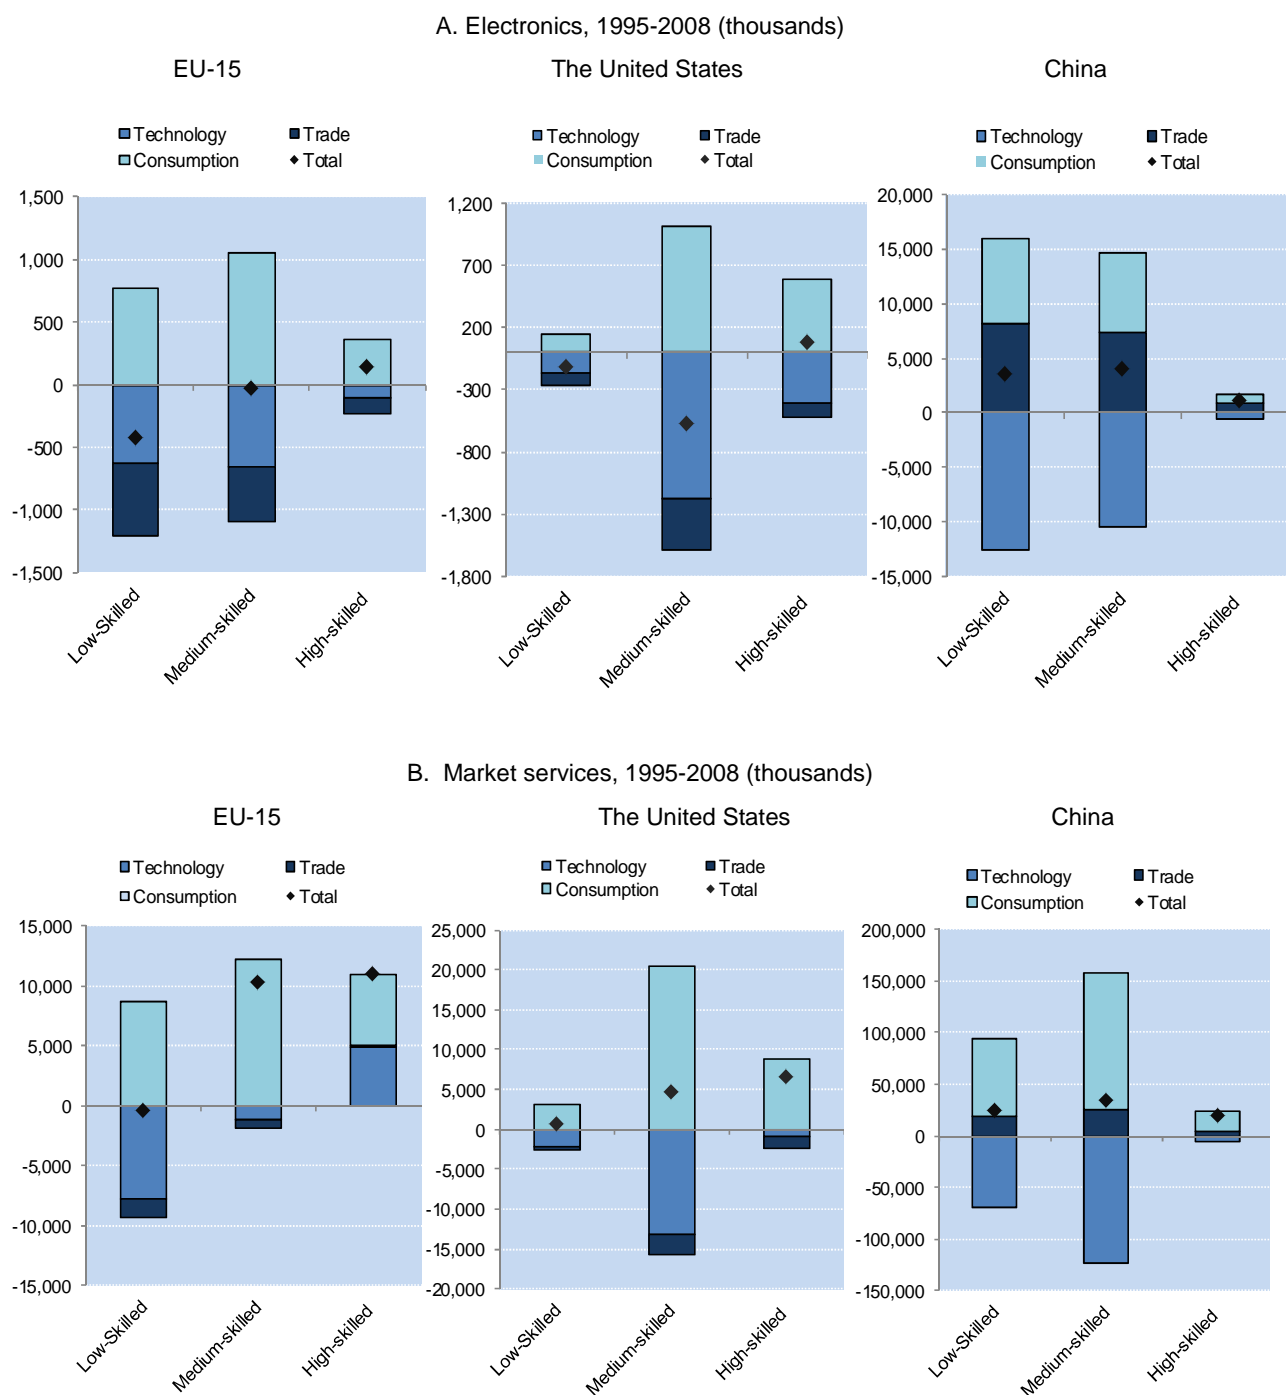 A. Electronics, 1995-2008 (thousands)
EU-15
The United States
China
Technology
Trade
Consumption
Total
Technology
Trade
Consumption
Total
Technology
Trade
Consumption
Total
1,500
1,000
500
0
-500
-1,000
-1,500
Low-Skilled
Medium-skilled
High-skilled
1,200
700
200
-300
-800
-1,300
-1,800
Low-Skilled
Medium-skilled
High-skilled
20,000
15,000
10,000
5,000
0
-5,000
-10,000
-15,000
Low-Skilled
Medium-skilled
High-skilled
B. Market services, 1995-2008 (thousands)
EU-15
The United States
China
Technology
Trade
Consumption
Total
Technology
Trade
Consumption
Total
Technology
Trade
Consumption
Total
15,000
10,000
5,000
0
-5,000
-10,000
-15,000
Low-Skilled
Medium-skilled
High-skilled
25,000
20,000
15,000
10,000
5,000
0
-5,000
-10,000
-15,000
-20,000
Low-Skilled
Medium-skilled
High-skilled
200,000
150,000
100,000
50,000
0
-50,000
-100,000
-150,000
Low-Skilled
Medium-skilled
High-skilled